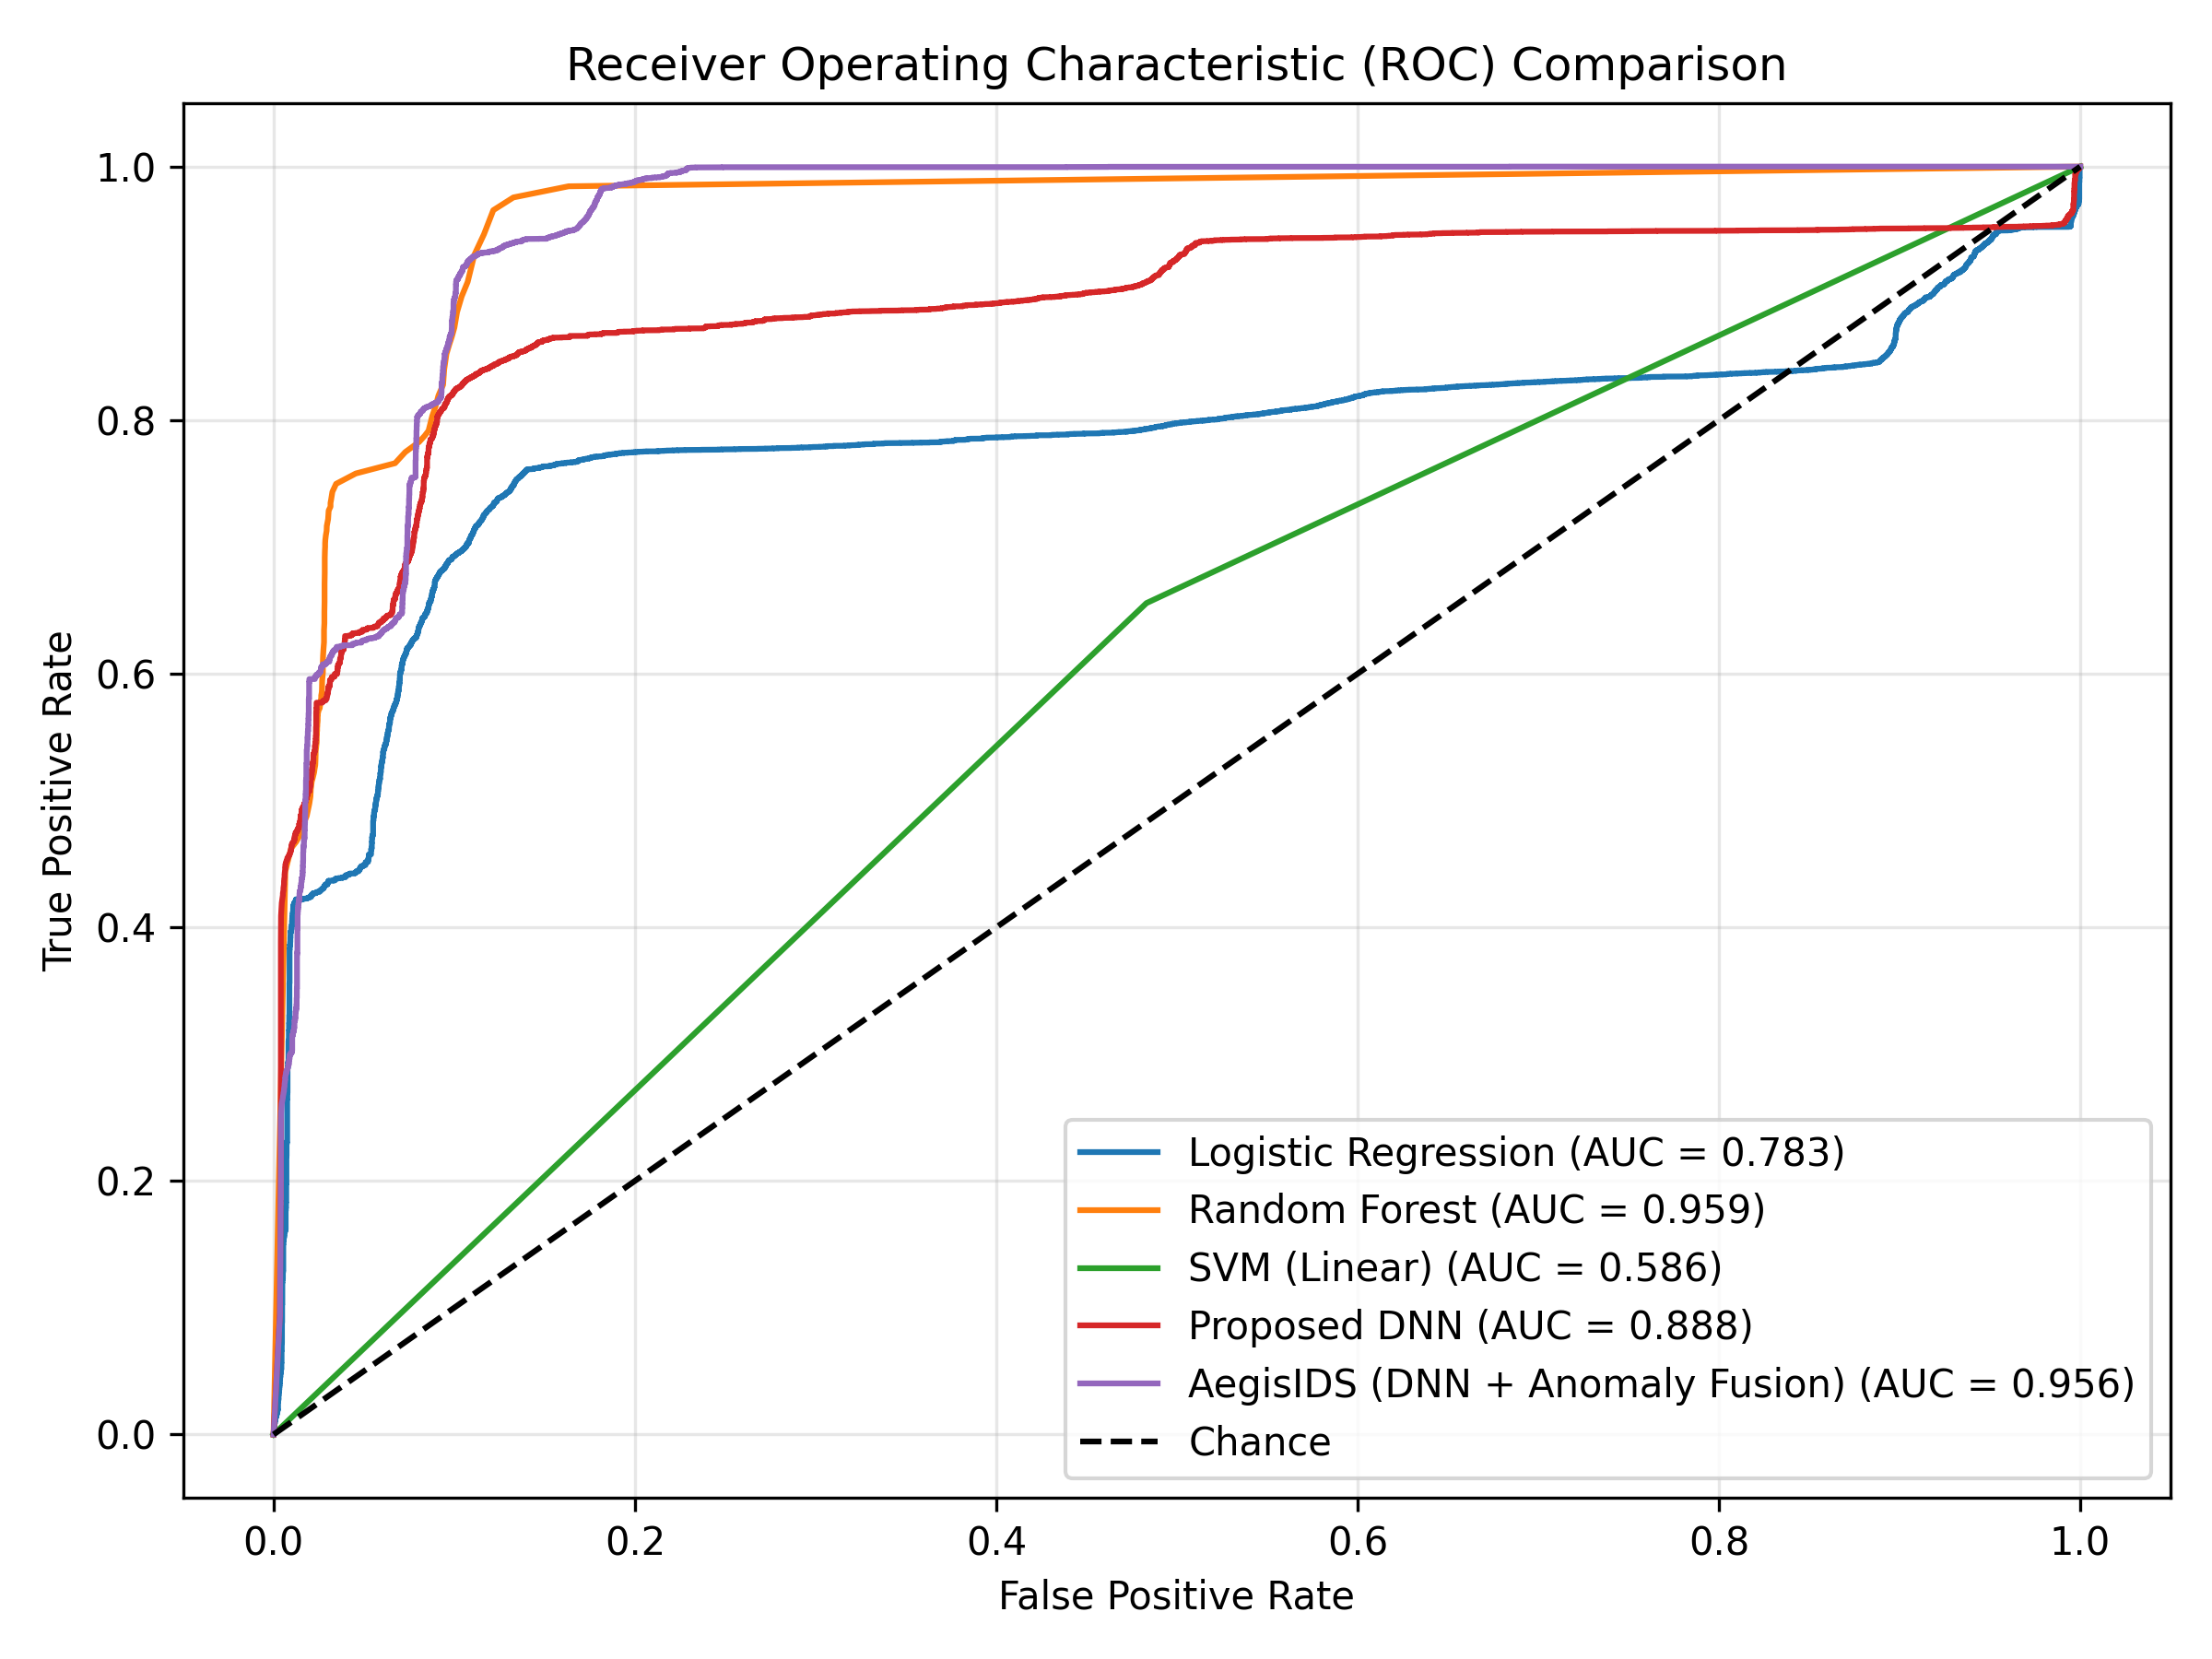 Receiver Operating Characteristic (ROC) Comparison
True Positive Rate
1.0
0.8
0.6
0.4
0.2
0.0
Logistic Regression (AUC = 0.783)
Random Forest (AUC = 0.959)
SVM (Linear) (AUC = 0.586)
Proposed DNN (AUC = 0.888)
AegisIDS (DNN + Anomaly Fusion) (AUC = 0.956)
Chance
0.0 0.2 0.4 0.6 0.8 1.0
False Positive Rate